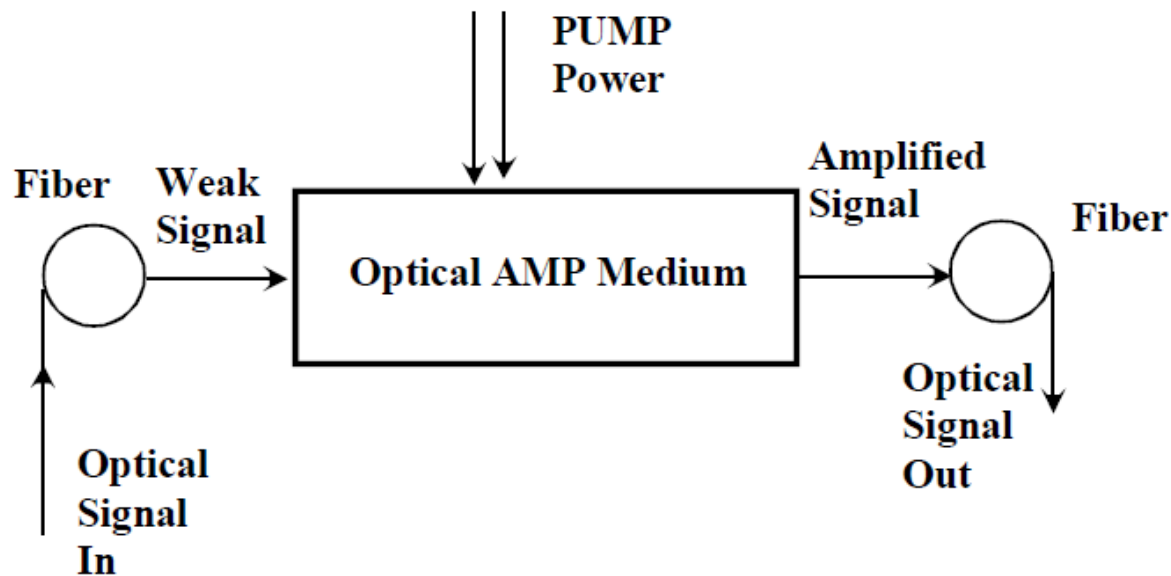 PUMP
Power
Fiber
Weak
Signal
Optical AMP Medium
Amplified
Signal
Fiber
Optical
Signal
In
Optical
Signal
Out